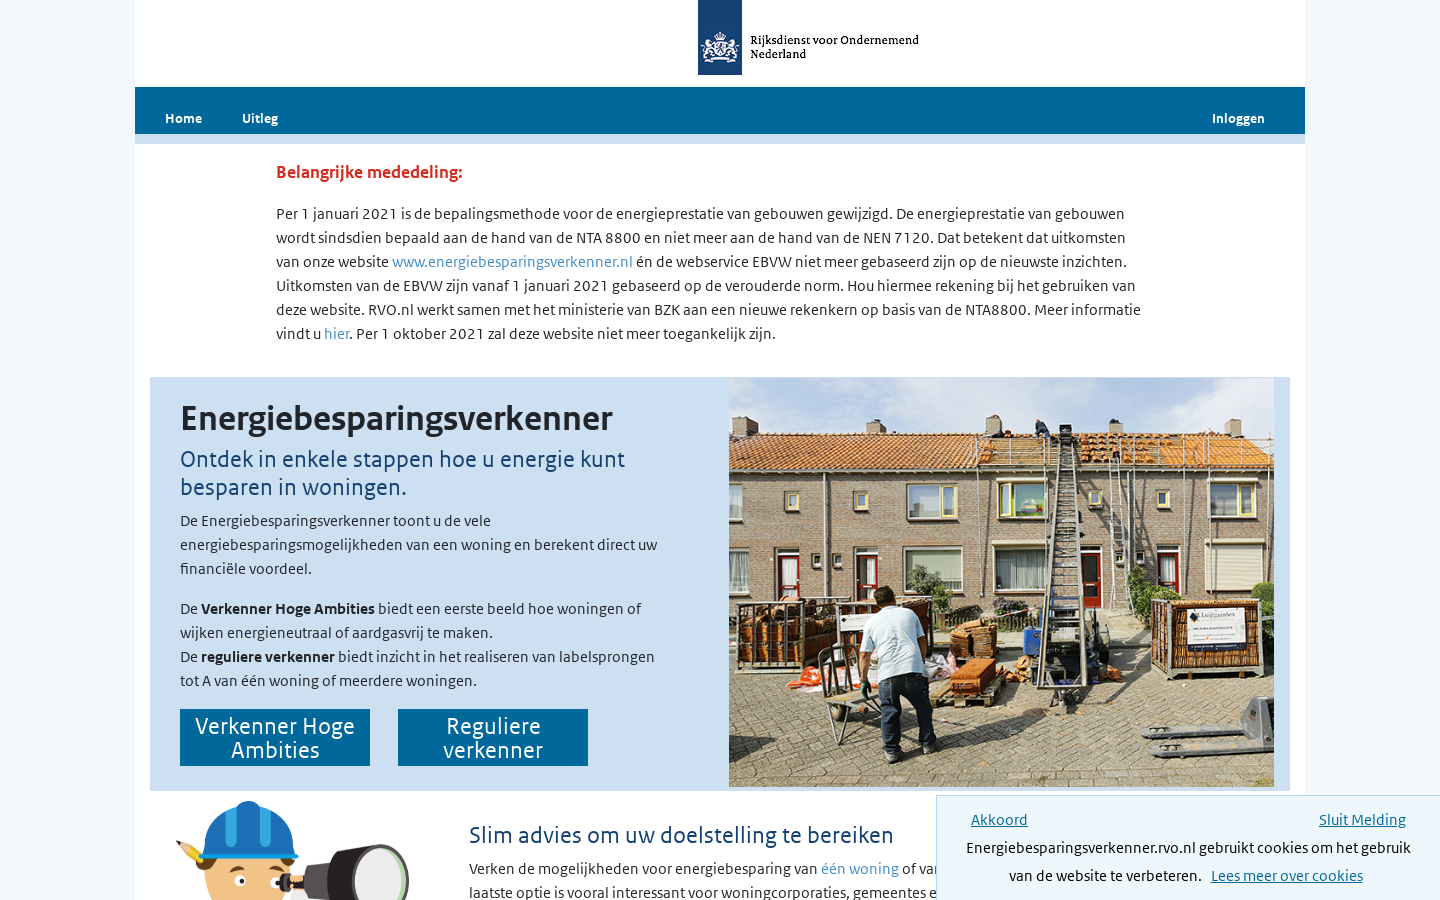 Rijksdienst voor Ondernemend
Nederland
Home
Uitleg
Inloggen
Belangrijke mededeling:
Per 1 januari 2021 is de bepalingsmethode voor de energieprestatie van gebouwen gewijzigd. De energieprestatie van gebouwen
wordt sindsdien bepaald aan de hand van de NTA 8800 en niet meer aan de hand van de NEN 7120. Dat betekent dat uitkomsten
van onze website www.energiebesparingsverkenner.nl én de webservice EBVW niet meer gebaseerd zijn op de nieuwste inzichten.
Uitkomsten van de EBVW zijn vanaf 1 januari 2021 gebaseerd op de verouderde norm. Hou hiermee rekening bij het gebruiken van
deze website. RVO.nl werkt samen met het ministerie van BZK aan een nieuwe rekenkern op basis van de NTA8800. Meer informatie
vindt u hier. Per 1 oktober 2021 zal deze website niet meer toegankelijk zijn.
Energiebesparingsverkenner
Ontdek in enkele stappen hoe u energie kunt
besparen in woningen.
De Energiebesparingsverkenner toont u de vele
energiebesparingsmogelijkheden van een woning en berekent direct uw
financiële voordeel.
De Verkenner Hoge Ambities biedt een eerste beeld hoe woningen of
wijken energieneutraal of aardgasvrij te maken.
De reguliere verkenner biedt inzicht in het realiseren van labelsprongen
tot A van één woning of meerdere woningen.
Verkenner Hoge
Ambities
Reguliere
verkenner
Slim advies om uw doelstelling te bereiken
Verken de mogelijkheden voor energiebesparing van één woning of
laatste optie is vooral interessant voor woningcorporaties, gemeentes
Akkoord
Sluit Melding
Energiebesparingsverkenner.rvo.nl gebruikt cookies om het gebruik
van de website te verbeteren. Lees meer over cookies